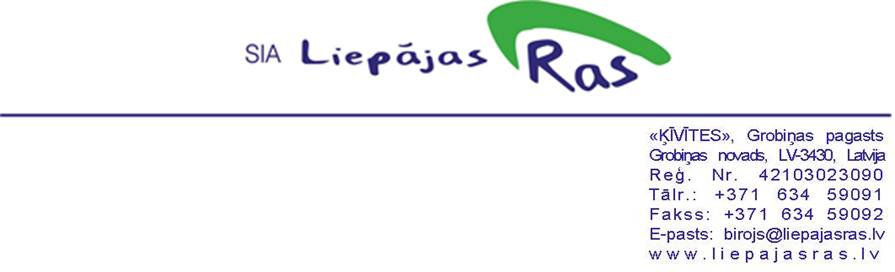 SIA Liepājas Ras
«ĶĪVĪTES», Grobiņas pagasts
Grobiņas novads, LV-3430, Latvija
Reģ. Nr. 42103023090
Tālr.: +371 634 59091
Fakss: +371 634 59092
E-pasts: birojs@liepajasras.lv
www.liepajasras.lv